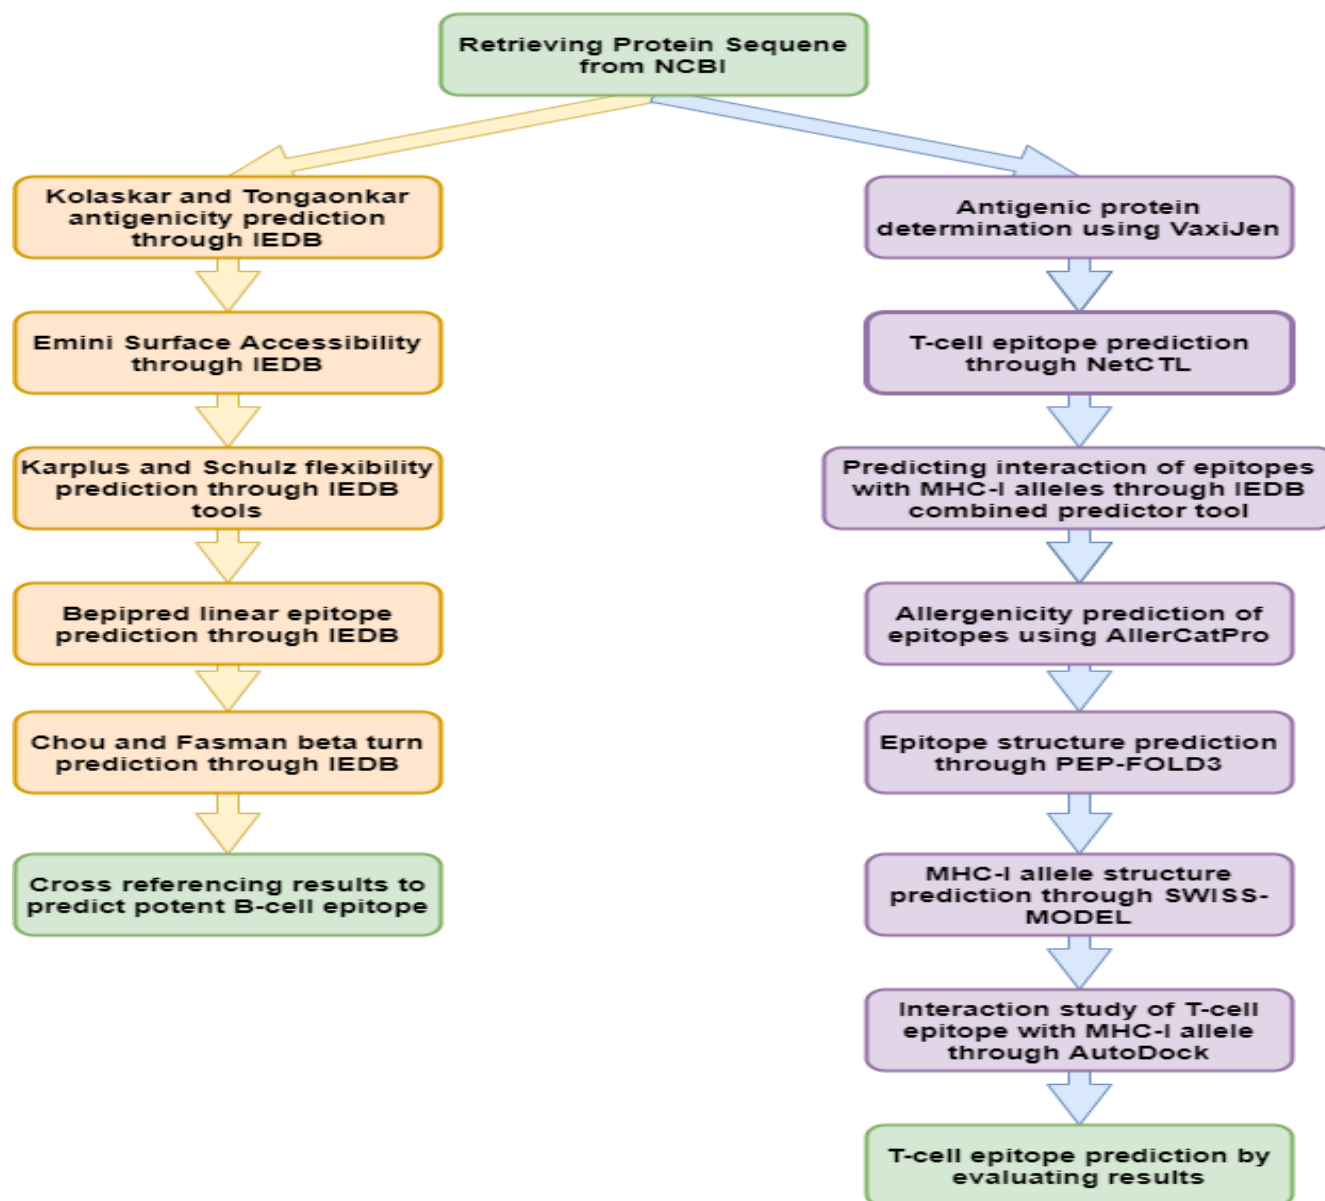 Retrieving Protein Sequene
from NCBI
Kolaskar and Tongaonkar
antigenicity prediction
through IEDB
Emini Surface Accessibility
through IEDB
Karplus and Schulz flexibility
prediction through IEDB
tools
Bepipred linear epitope
prediction through IEDB
Chou and Fasman beta turn
prediction through IEDB
Cross referencing results to
predict potent B-cell epitope
Antigenic protein
determination using VaxiJen
T-cell epitope prediction
through NetCTL
Predicting interaction of epitopes
with MHC-I alleles through IEDB
combined predictor tool
Allergenicity prediction of
epitopes using AllerCatPro
Epitope structure prediction
through PEP-FOLD3
MHC-I allele structure
prediction through SWISS-
MODEL
Interaction study of T-cell
epitope with MHC-I allele
through AutoDock
T-cell epitope prediction by
evaluating results